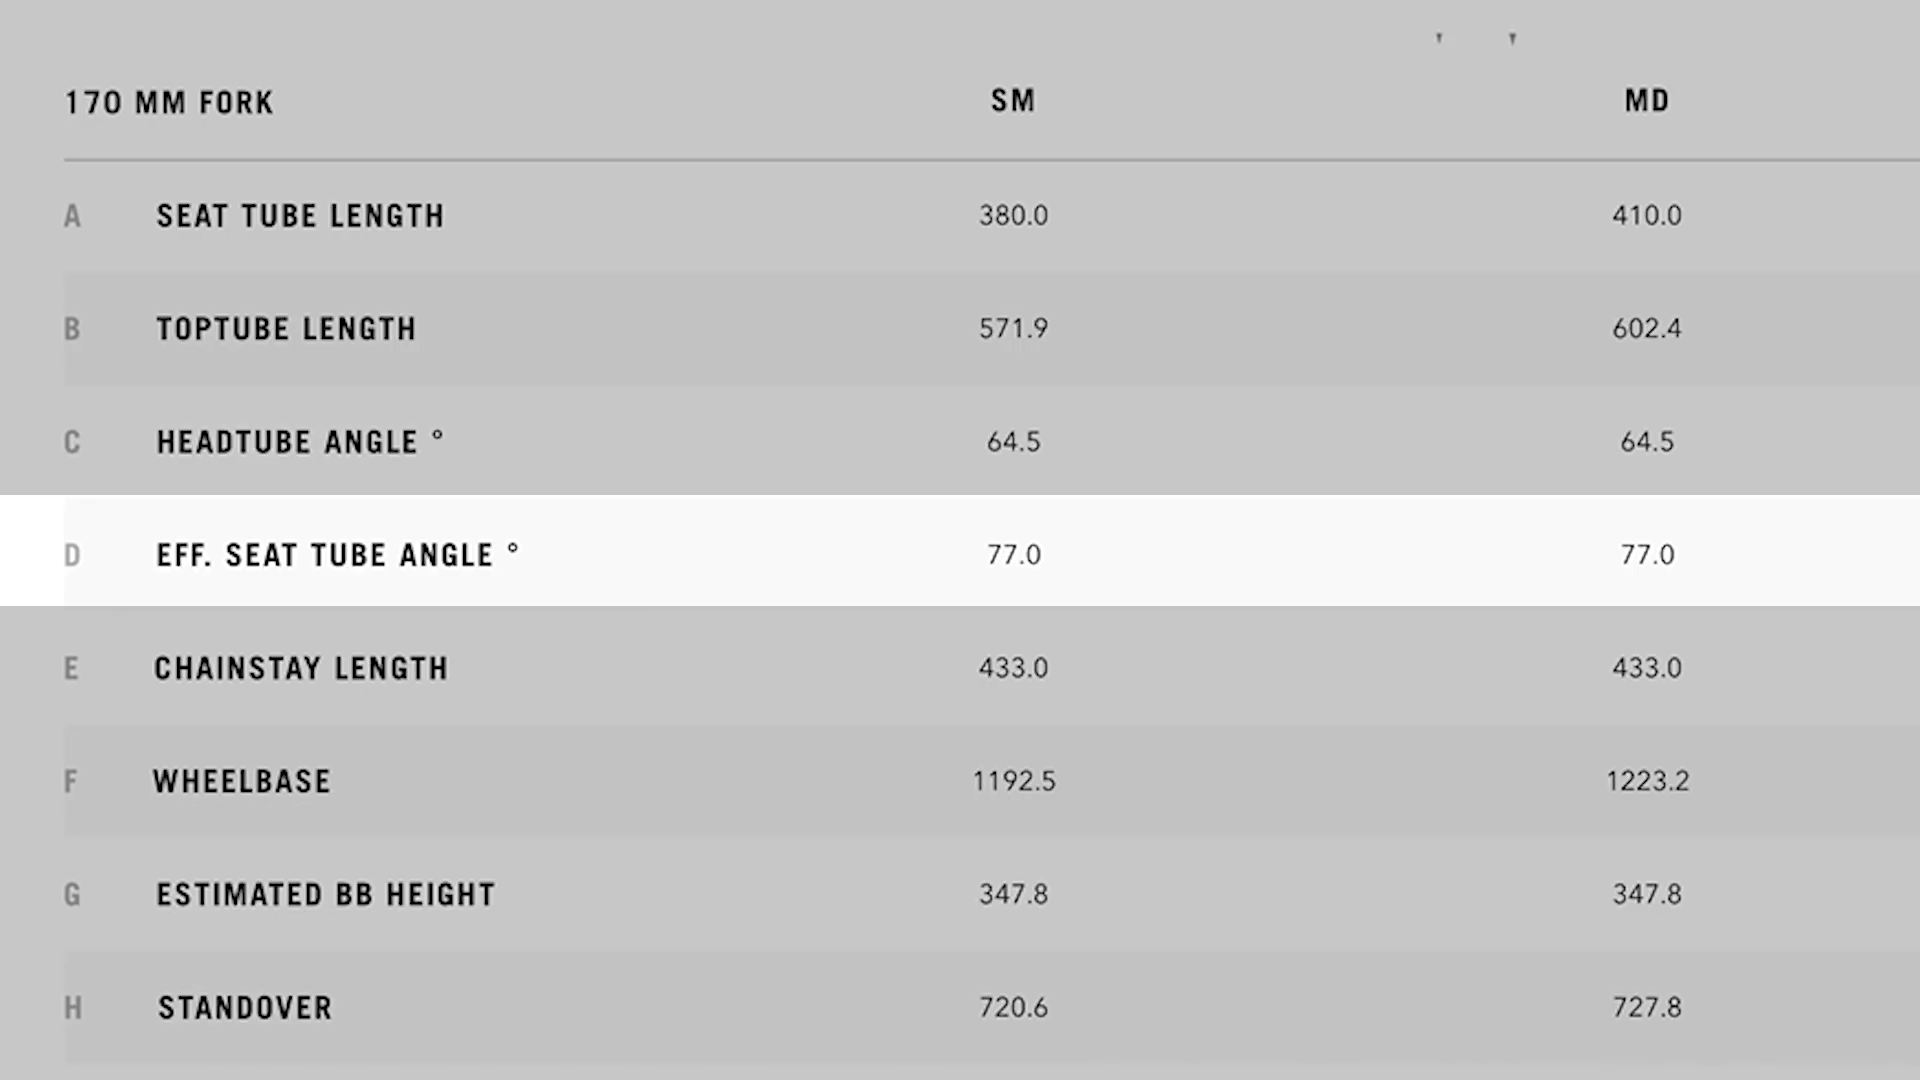 170 MM FORK SM MD
A SEAT TUBE LENGTH 380.0 410.0
B TOPTUBE LENGTH 571.9 602.4
C HEADTUBE ANGLE ° 64.5 64.5
D EFF. SEAT TUBE ANGLE ° 77.0 77.0
E CHAINSTAY LENGTH 433.0 433.0
F WHEELBASE 1192.5 1223.2
G ESTIMATED BB HEIGHT 347.8 347.8
H STANDOVER 720.6 727.8